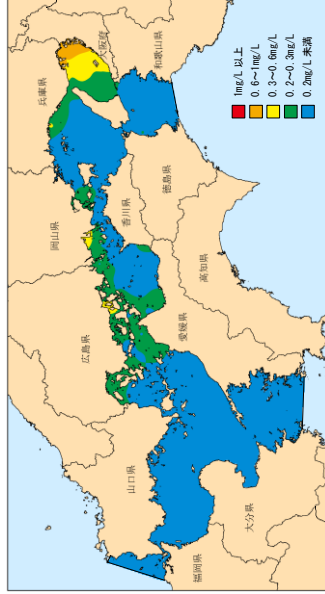 兵庫県
大阪府
和歌山県
岡山県
香川県
徳島県
広島県
愛媛県
高知県
山口県
福岡県
大分県
1mg/L 以上
0.6～1mg/L
0.3～0.6mg/L
0.2～0.3mg/L
0.2mg/L 未満